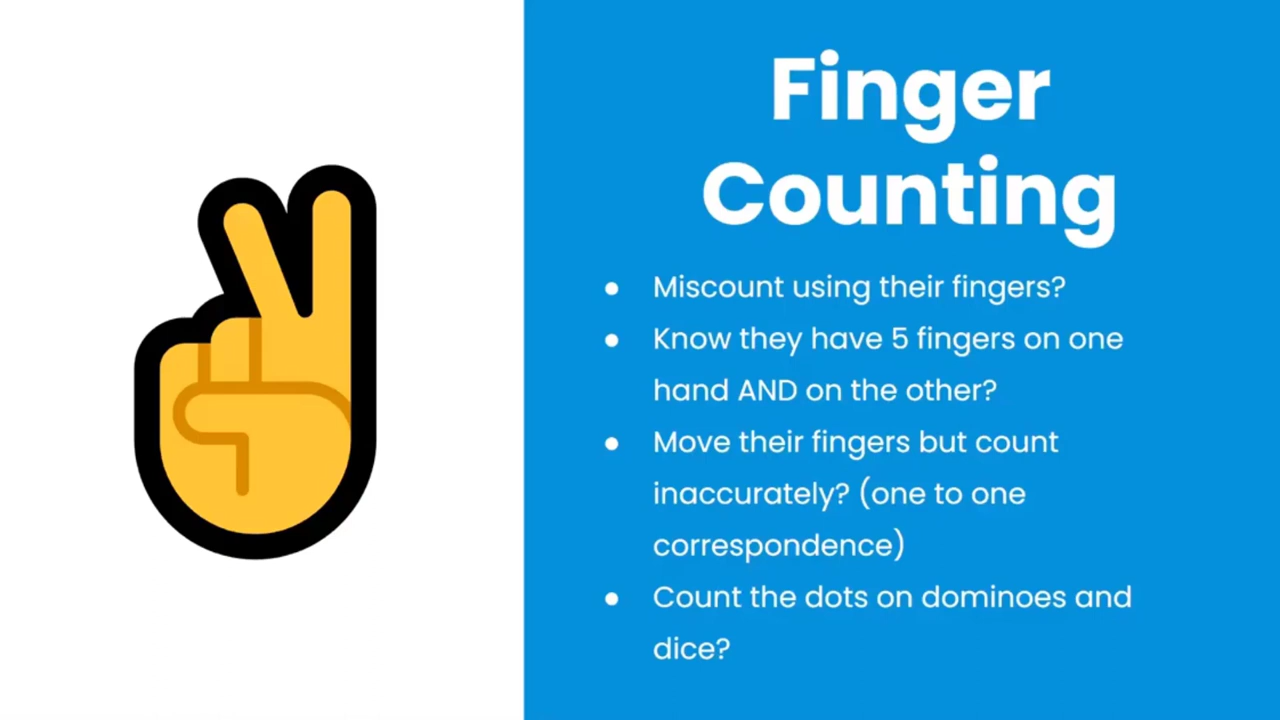 Finger
Counting
● Miscount using their fingers?
● Know they have 5 fingers on one
hand AND on the other?
● Move their fingers but count
inaccurately? (one to one
correspondence)
● Count the dots on dominoes and
dice?